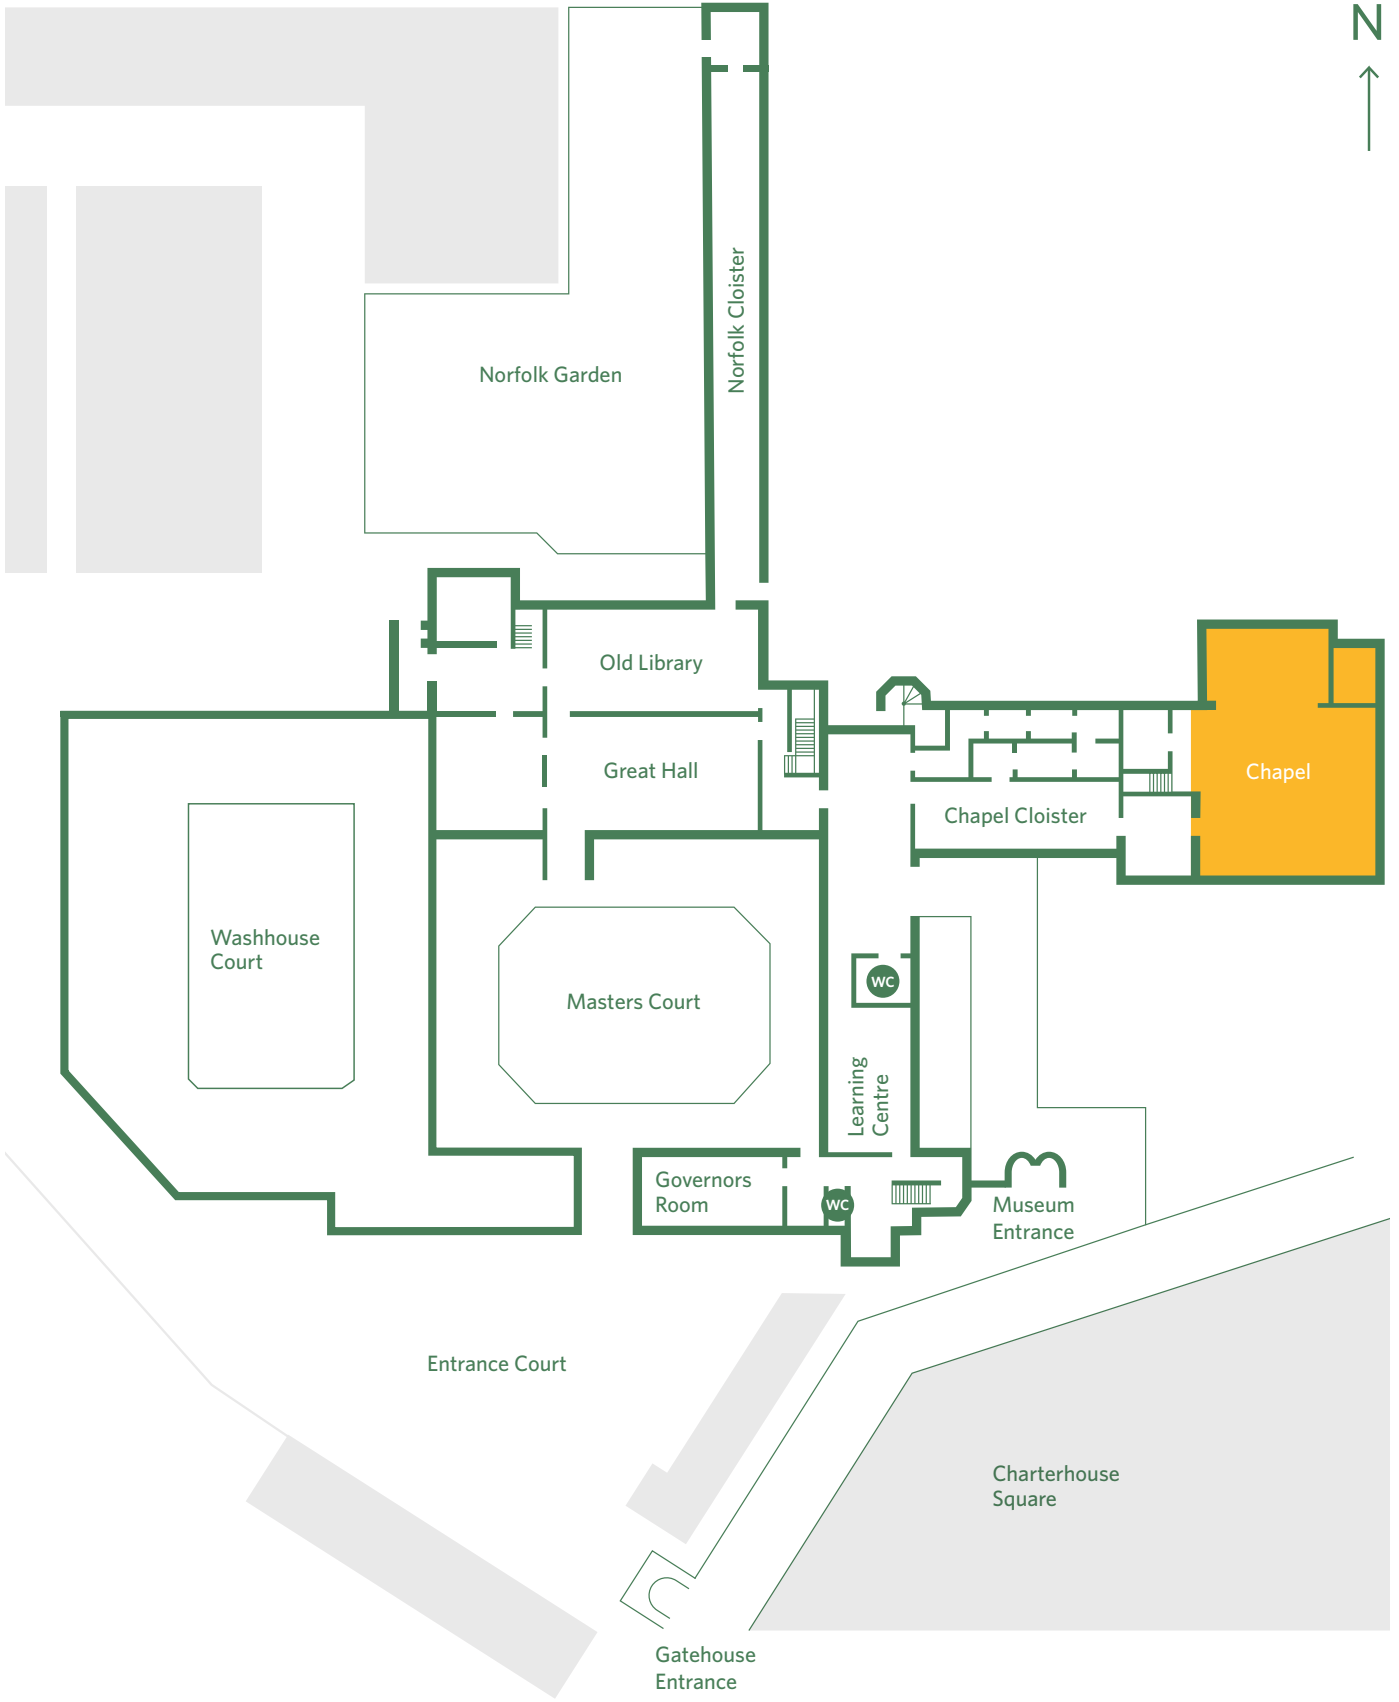 N
Norfolk Cloister
Norfolk Garden
Old Library
Great Hall
Chapel
Chapel Cloister
Washhouse
Court
WC
Masters Court
Learning
Centre
Governors
Room
WC
Museum
Entrance
Entrance Court
Charterhouse
Square
Gatehouse
Entrance